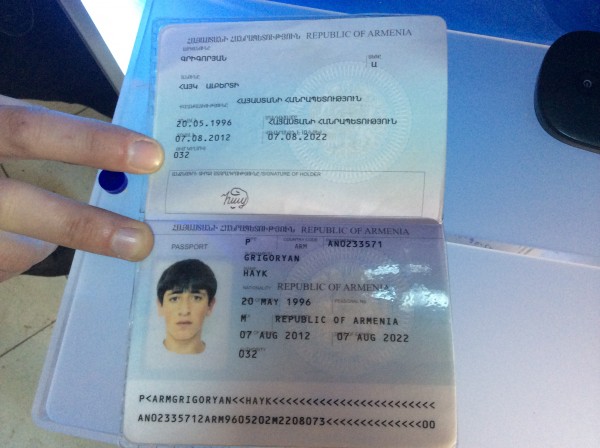 ՀԱՅԱՍՏԱՆԻ ՀԱՆՐԱՊԵՏՈՒԹՅՈՒՆ REPUBLIC OF ARMENIA
ԳՐԻԳՈՐՅԱՆ
Ա
ՀԱՅԿ ԱԼԲԵՐՏԻ
ՀԱՅԱՍՏԱՆԻ ՀԱՆՐԱՊԵՏՈՒԹՅՈՒՆ
20.05.1996 ՀԱՅԱՍՏԱՆԻ ՀԱՆՐԱՊԵՏՈՒԹՅՈՒՆ
07.08.2012 07.08.2022
032
SIGNATURE OF HOLDER
ՀԱՅԱՍՏԱՆԻ ՀԱՆՐԱՊԵՏՈՒԹՅՈՒՆ REPUBLIC OF ARMENIA
PASSPORT P ARM AN0233571
GRIGORYAN
HAYK
NATIONALITY REPUBLIC OF ARMENIA
20 MAY 1996
M REPUBLIC OF ARMENIA
07 AUG 2012 07 AUG 2022
032
P<ARMGRIGORYAN<<HAYK<<<<<<<<<<<<<<<<<<<<<<<<
AN02335712ARM9605202M2208073<<<<<<<<<<<<<<00